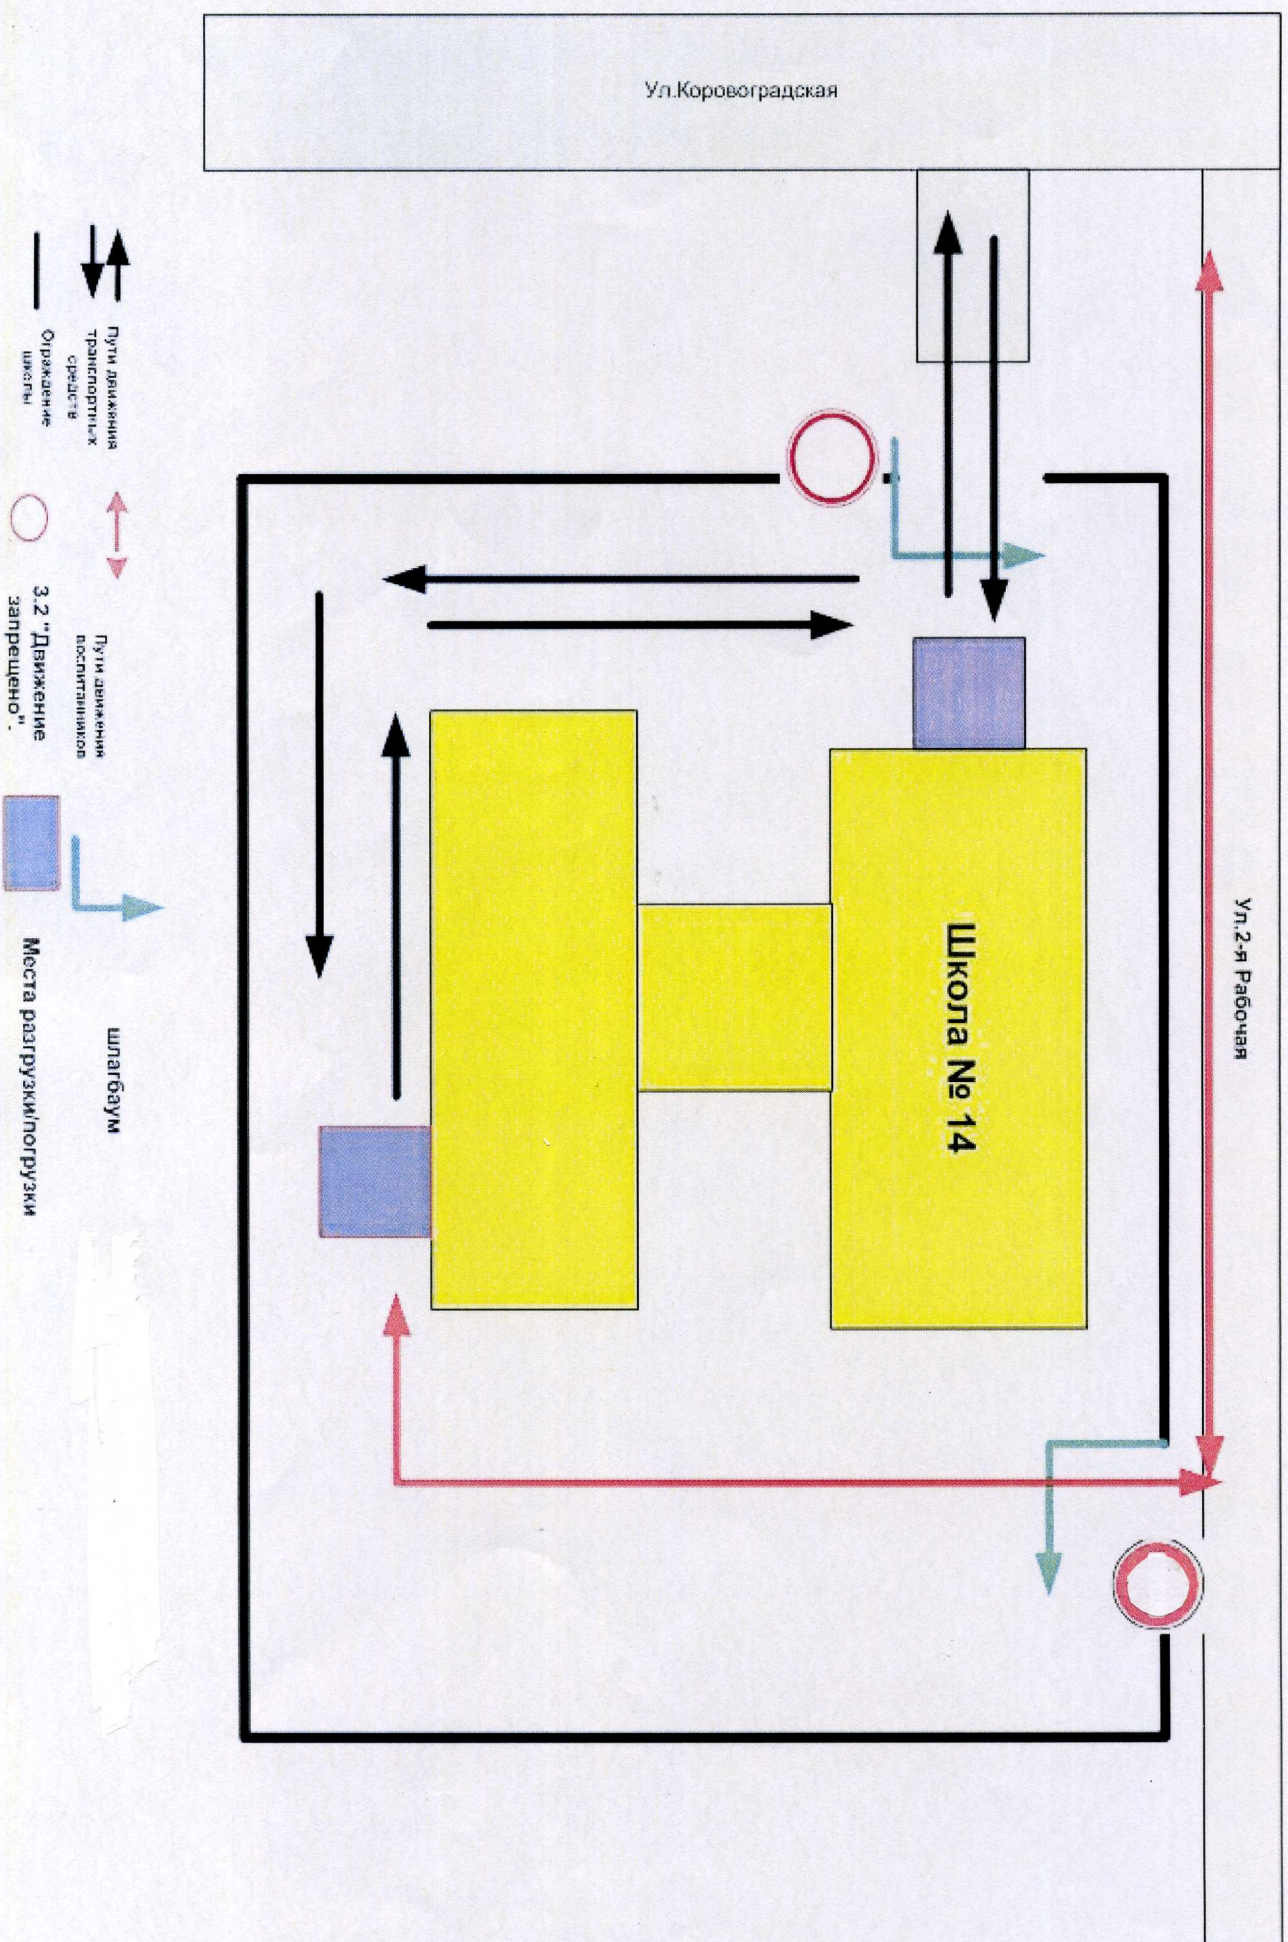 Ул.Коровоградская
Ул.2-я Рабочая
Школа № 14
Пути движения
транспортных
средств
Ограждение
школы
Пути движения
воспитанников
3.2 "Движение
запрещено".
шлагбаум
Места разгрузки/погрузки